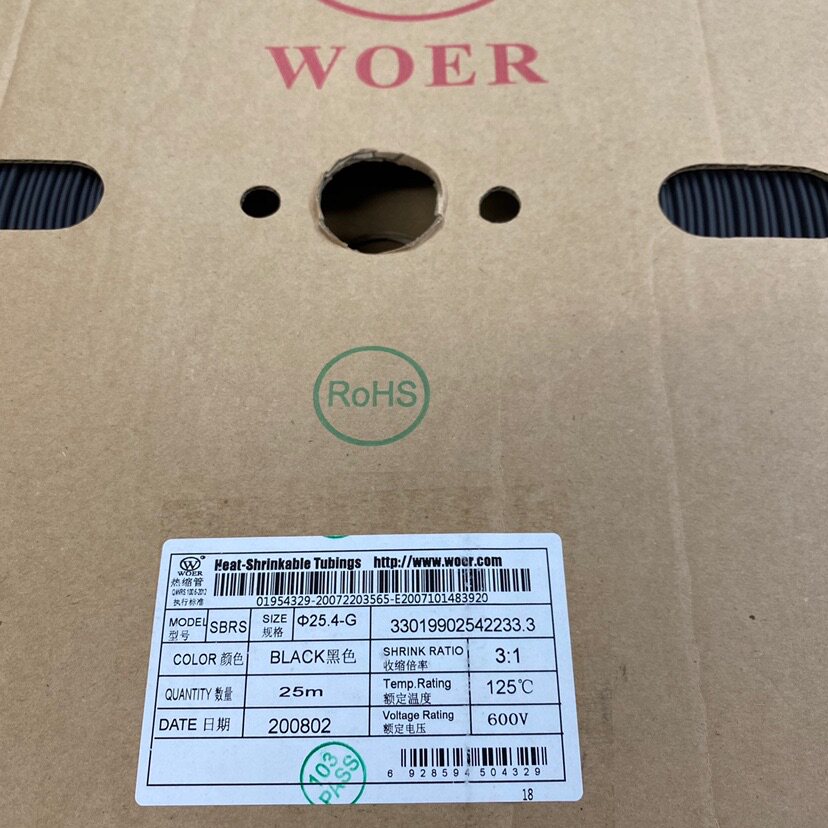 WOER
RoHS
WOER
Heat-Shrinkable Tubings http://www.woer.com
热缩管
执行标准
01954329-20072203565-E2007101483920
MODEL 型号 SBRS SIZE 规格 Φ25.4-G 33019902542233.3
COLOR 颜色 BLACK黑色 SHRINK RATIO 收缩倍率 3:1
QUANTITY 数量 25m Temp.Rating 额定温度 125℃
DATE 日期 200802 Voltage Rating 额定电压 600V
103
PASS
6 928594 504329
18